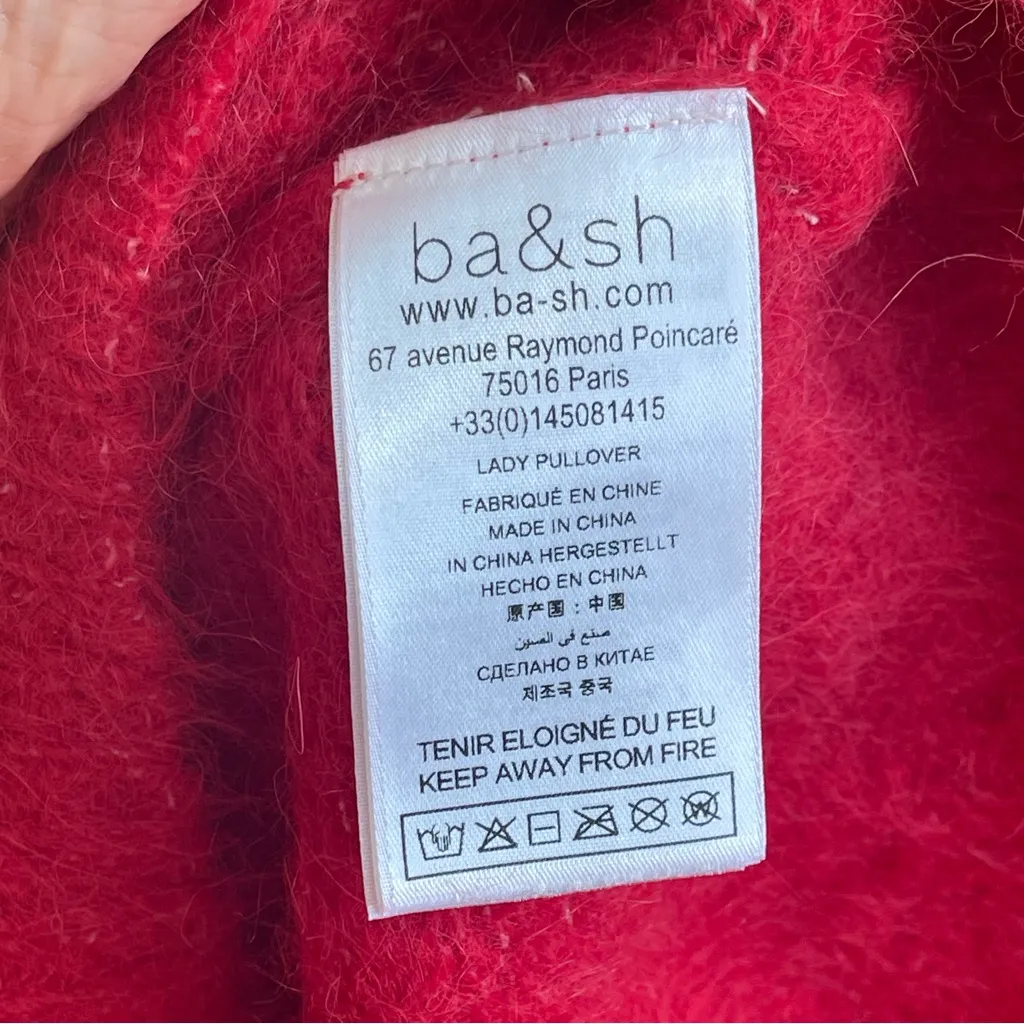 ba&sh
www.ba-sh.com
67 avenue Raymond Poincaré
75016 Paris
+33(0)145081415
LADY PULLOVER
FABRIQUÉ EN CHINE
MADE IN CHINA
IN CHINA HERGESTELLT
HECHO EN CHINA
原产国：中国
صنع في الصين
СДЕЛАНО В КИТАЕ
제조국 중국
TENIR ELOIGNÉ DU FEU
KEEP AWAY FROM FIRE
W